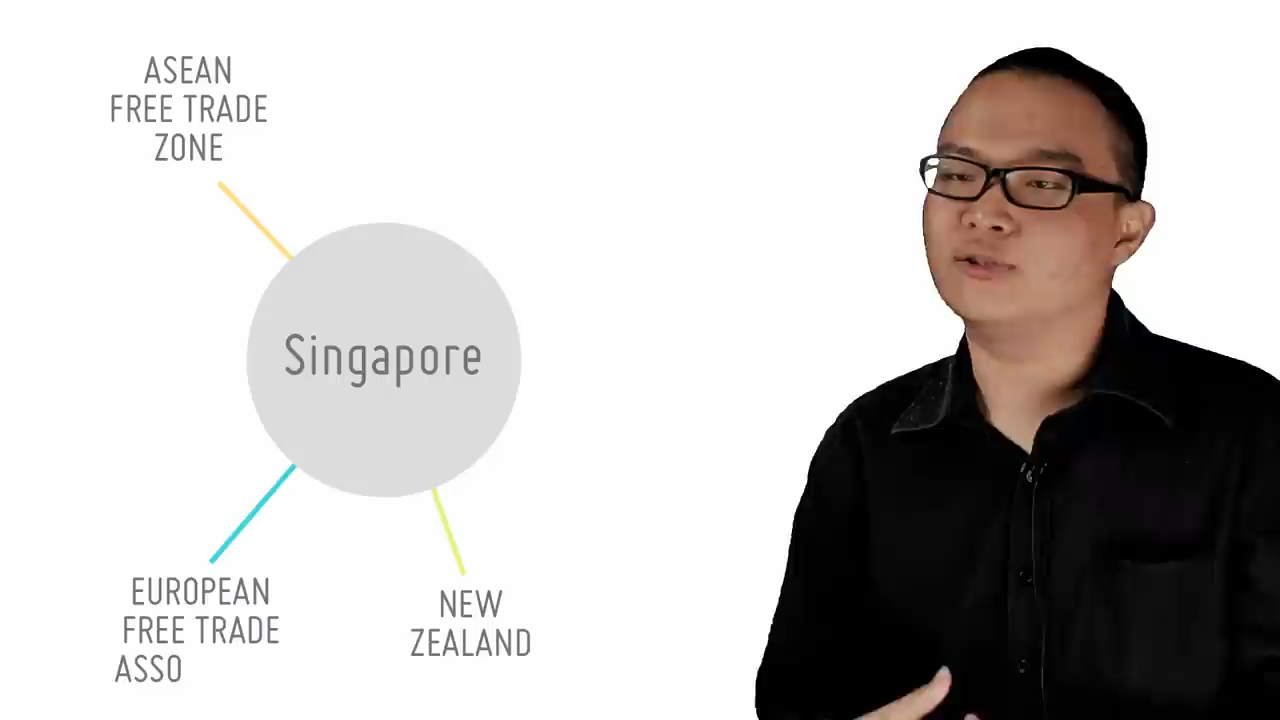 ASEAN
FREE TRADE
ZONE
Singapore
EUROPEAN
FREE TRADE
ASSO
NEW
ZEALAND